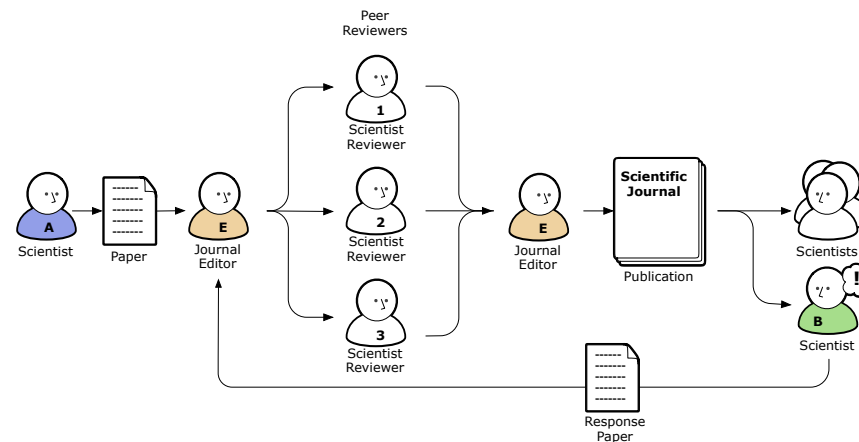 Peer
Reviewers
1
Scientist
Reviewer
A
Scientist
Paper
E
Journal
Editor
2
Scientist
Reviewer
3
Scientist
Reviewer
E
Journal
Editor
Scientific
Journal
Publication
Scientists
!
B
Scientist
Response
Paper